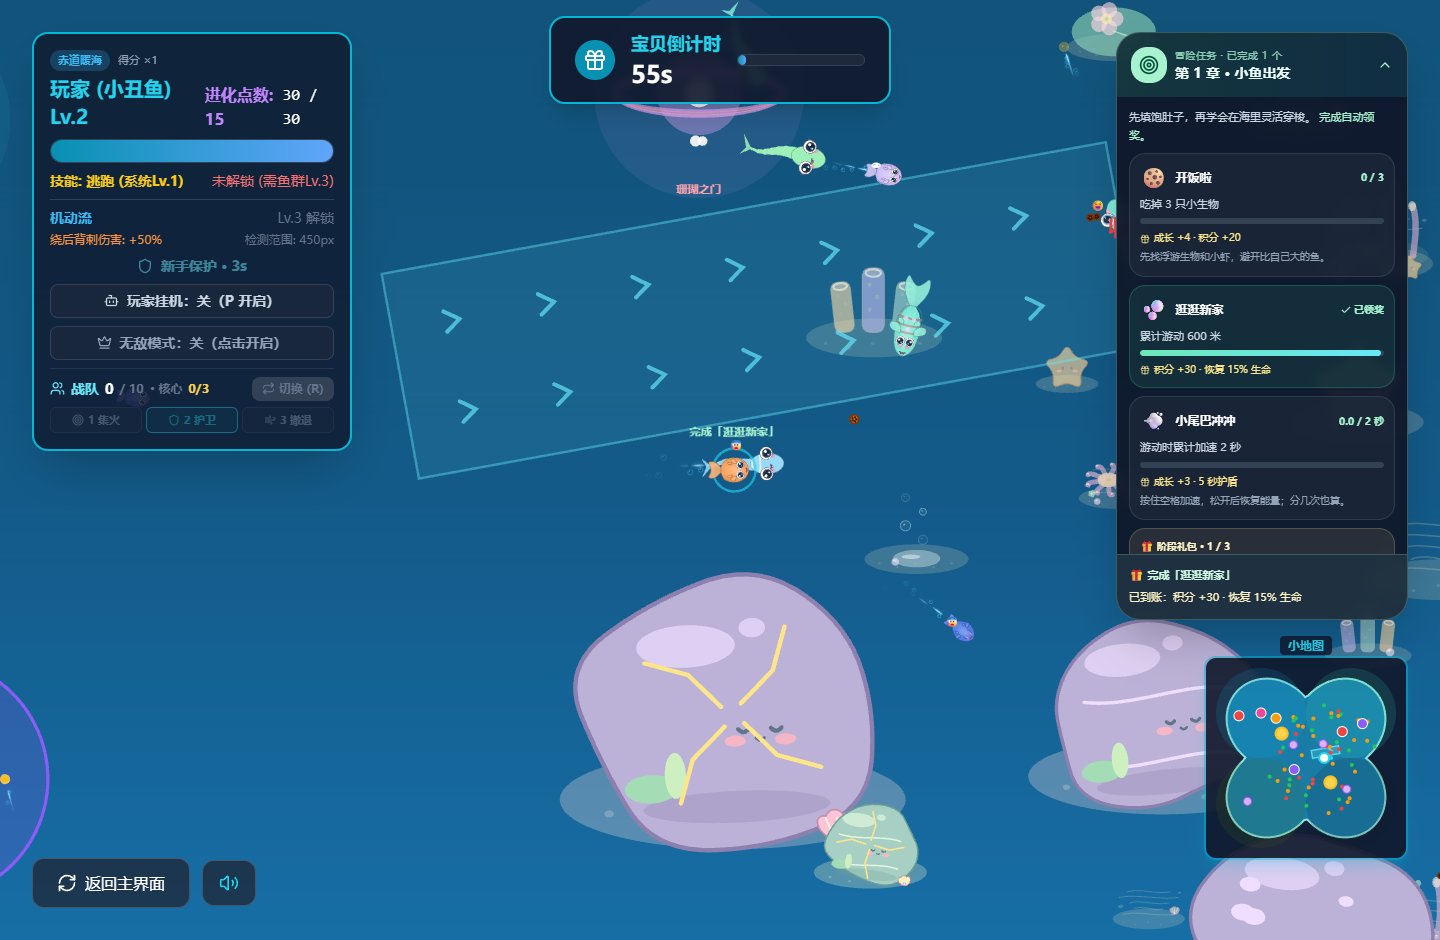 赤道暖海 得分 ×1
玩家 (小丑鱼) Lv.2
进化点数: 15
30 / 30
技能: 逃跑 (系统Lv.1) 未解锁 (需鱼群Lv.3)
机动流 Lv.3 解锁
绕后背刺伤害: +50% 检测范围: 450px
新手保护 • 3s
玩家挂机：关（P 开启）
无敌模式：关（点击开启）
战队 0 / 10 • 核心 0/3 切换 (R)
1 集火 2 护卫 3 撤退
宝贝倒计时
55s
珊瑚之门
完成「逛逛新家」
冒险任务 · 已完成 1 个
第 1 章 • 小鱼出发
先填饱肚子，再学会在海里灵活穿梭。 完成自动领奖。
开饭啦 0 / 3
吃掉 3 只小生物
成长 +4 · 积分 +20
先找浮游生物和小虾，避开比自己大的鱼。
逛逛新家 已领奖
累计游动 600 米
积分 +30 · 恢复 15% 生命
小尾巴冲冲 0.0 / 2 秒
游动时累计加速 2 秒
成长 +3 · 5 秒护盾
按住空格加速，松开后恢复能量；分几次也算。
阶段礼包 • 1 / 3
完成「逛逛新家」
已到账：积分 +30 · 恢复 15% 生命
小地图
返回主界面